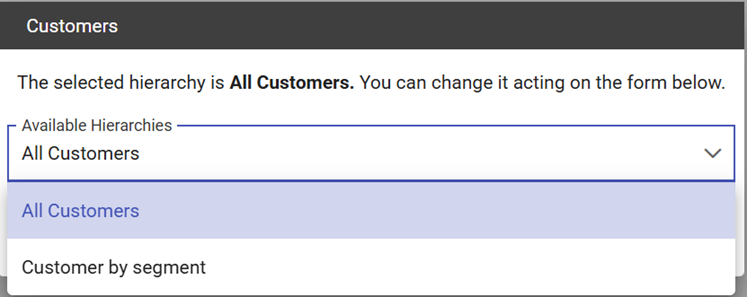 Customers
The selected hierarchy is All Customers. You can change it acting on the form below.
Available Hierarchies
All Customers
All Customers
Customer by segment